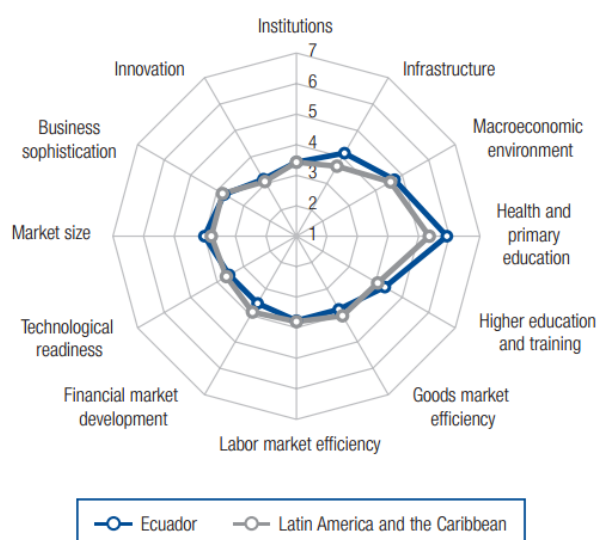 Institutions
7
6
5
4
3
2
1
Infrastructure
Macroeconomic
environment
Health and
primary
education
Higher education
and training
Goods market
efficiency
Labor market efficiency
Financial market
development
Technological
readiness
Market size
Business
sophistication
Innovation
Ecuador
Latin America and the Caribbean